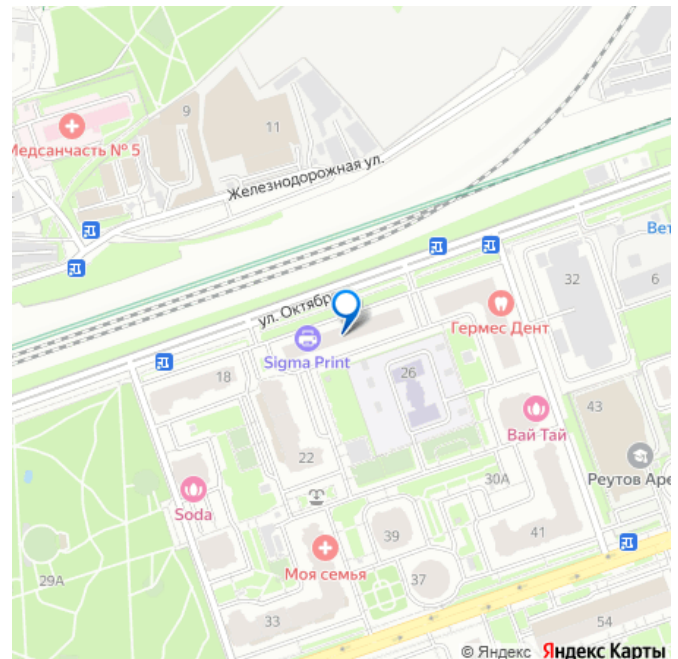 9
11
Медсанчасть № 5
Железнодорожная ул.
Вет
32
6
ул. Октябр
Гермес Дент
Sigma Print
18
26
43
Вай Тай
22
Реутов Аре
30А
Soda
39
41
Моя семья
29А
37
33
54
© Яндекс Яндекс Карты